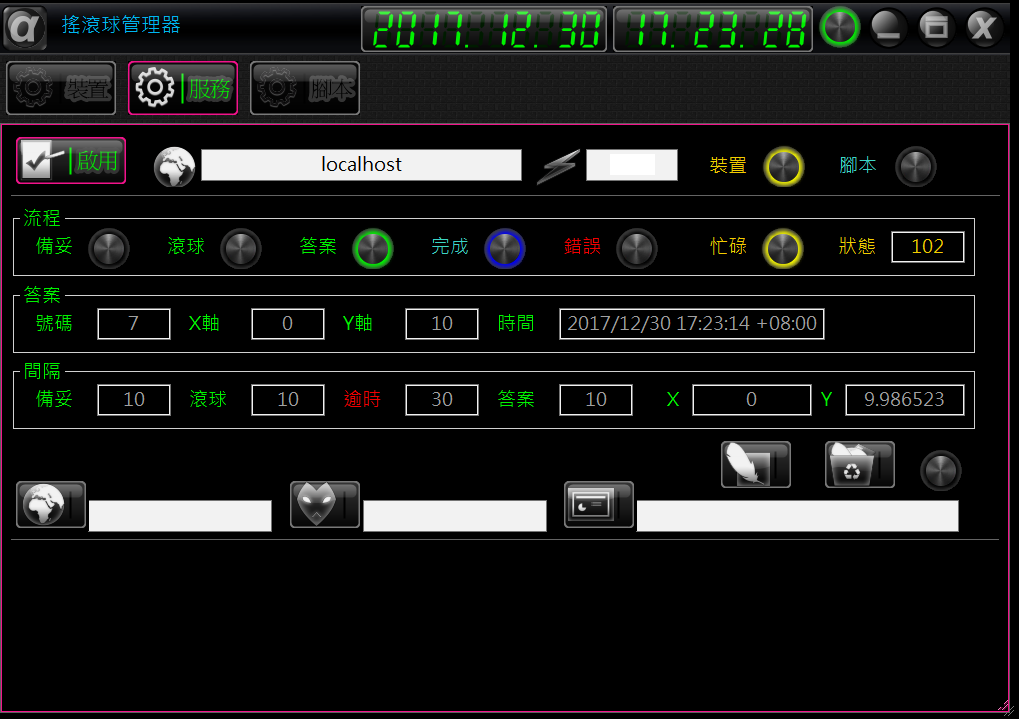 α 搖滾球管理器 2017. 12. 30 17. 23. 28 X
裝置 服務 腳本
啟用 localhost 裝置 腳本
流程
備妥 滾球 答案 完成 錯誤 忙碌 狀態 102
答案
號碼 7 X軸 0 Y軸 10 時間 2017/12/30 17:23:14 +08:00
間隔
備妥 10 滾球 10 逾時 30 答案 10 X 0 Y 9.986523